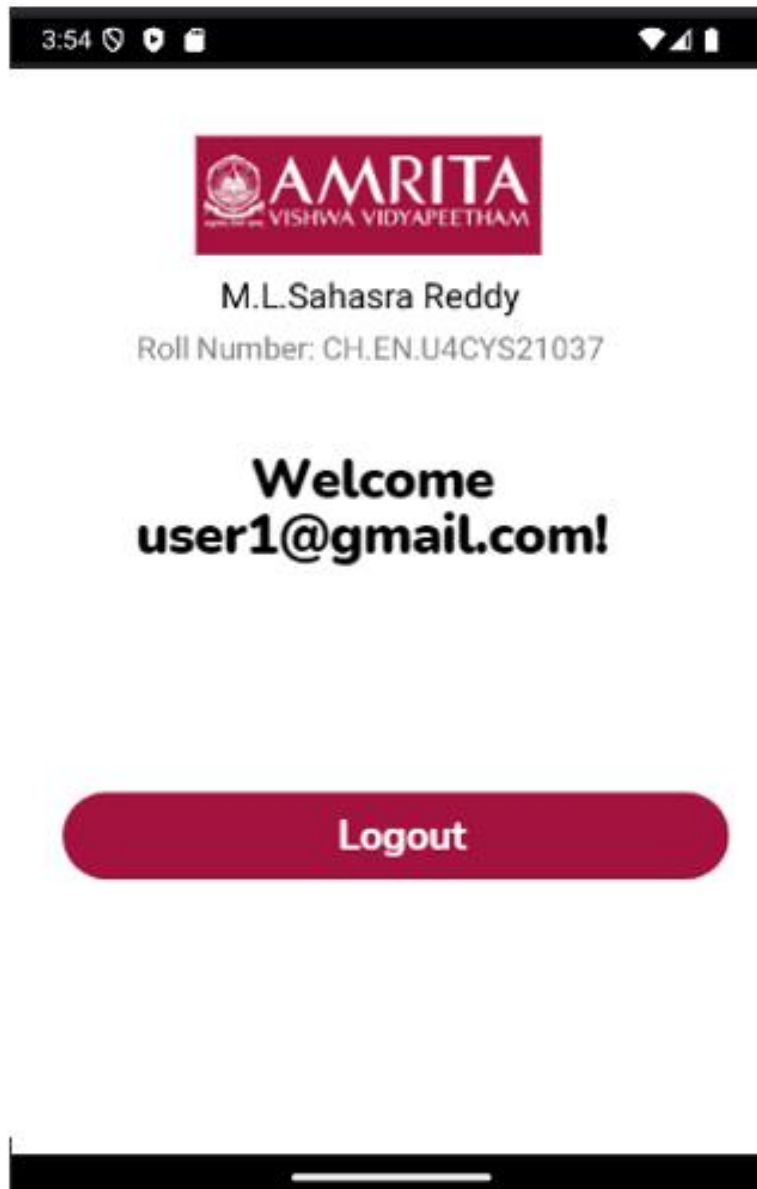 3:54
AMRITA
VISHWA VIDYAPEETHAM
M.L.Sahasra Reddy
Roll Number: CH.EN.U4CYS21037
Welcome
user1@gmail.com!
Logout